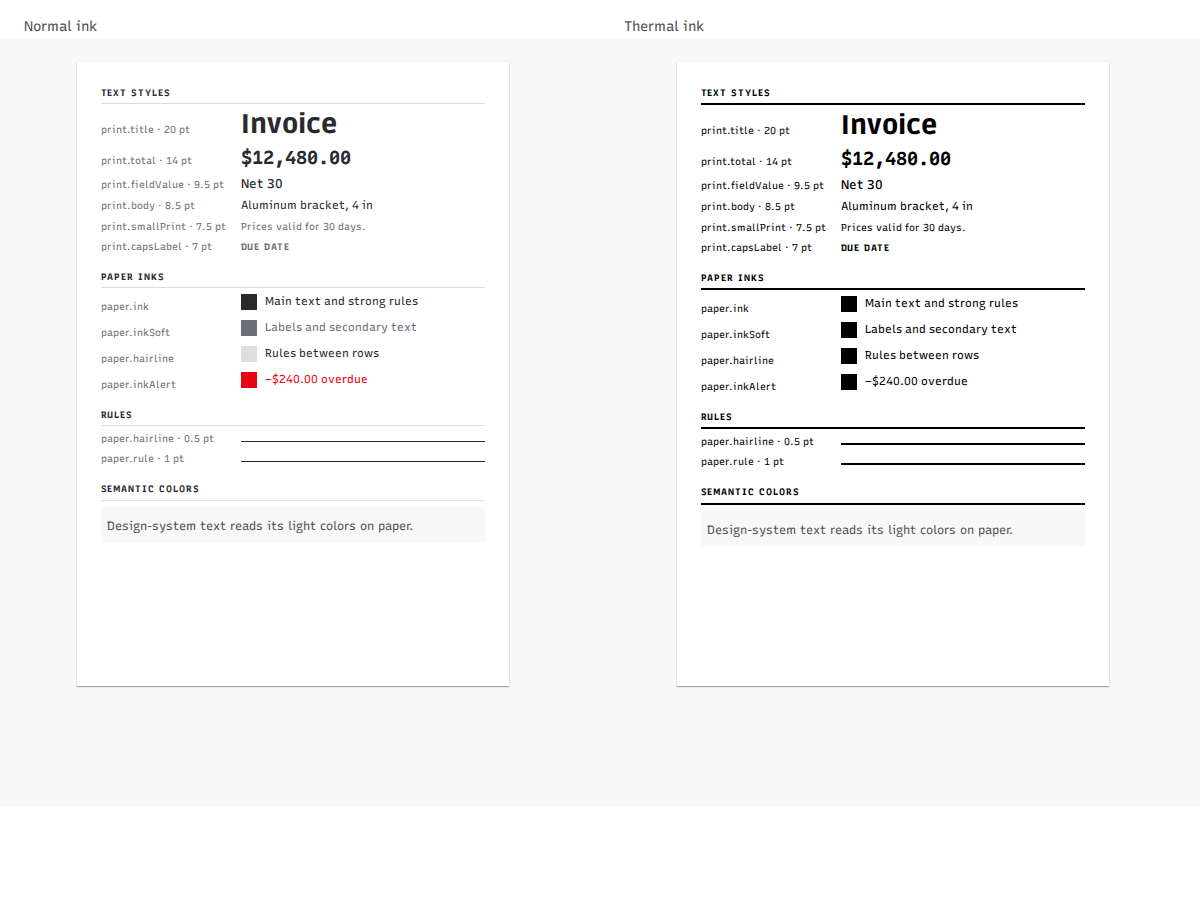 Normal ink
TEXT STYLES
print.title · 20 pt Invoice
print.total · 14 pt $12,480.00
print.fieldValue · 9.5 pt Net 30
print.body · 8.5 pt Aluminum bracket, 4 in
print.smallPrint · 7.5 pt Prices valid for 30 days.
print.capsLabel · 7 pt DUE DATE
PAPER INKS
paper.ink Main text and strong rules
paper.inkSoft Labels and secondary text
paper.hairline Rules between rows
paper.inkAlert −$240.00 overdue
RULES
paper.hairline · 0.5 pt
paper.rule · 1 pt
SEMANTIC COLORS
Design-system text reads its light colors on paper.
Thermal ink
TEXT STYLES
print.title · 20 pt Invoice
print.total · 14 pt $12,480.00
print.fieldValue · 9.5 pt Net 30
print.body · 8.5 pt Aluminum bracket, 4 in
print.smallPrint · 7.5 pt Prices valid for 30 days.
print.capsLabel · 7 pt DUE DATE
PAPER INKS
paper.ink Main text and strong rules
paper.inkSoft Labels and secondary text
paper.hairline Rules between rows
paper.inkAlert −$240.00 overdue
RULES
paper.hairline · 0.5 pt
paper.rule · 1 pt
SEMANTIC COLORS
Design-system text reads its light colors on paper.